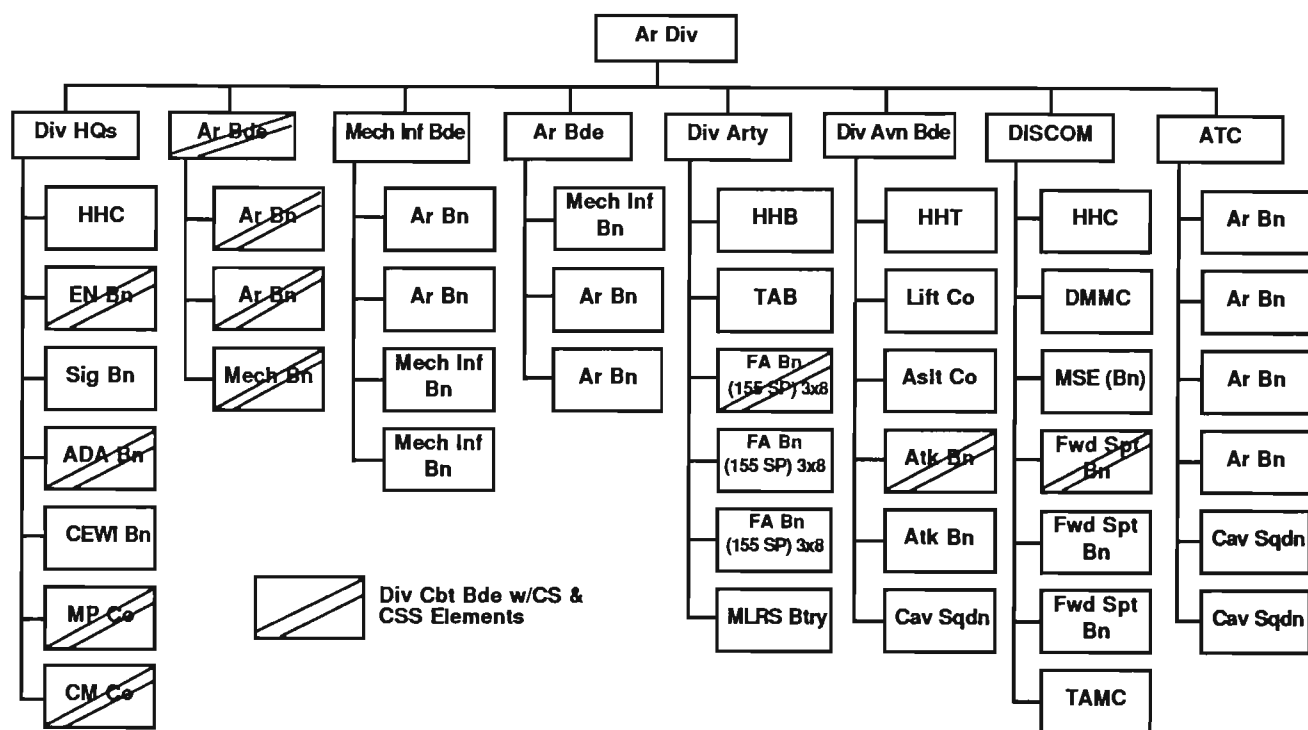 Ar Div
Div HQs
Ar Bde
Mech Inf Bde
Ar Bde
Div Arty
Div Avn Bde
DISCOM
ATC
HHC
EN Bn
Sig Bn
ADA Bn
CEWI Bn
MP Co
CM Co
Ar Bn
Ar Bn
Mech Bn
Ar Bn
Ar Bn
Mech Inf
Bn
Mech Inf
Bn
Mech Inf
Bn
Ar Bn
Ar Bn
HHB
TAB
FA Bn
(155 SP) 3x8
FA Bn
(155 SP) 3x8
FA Bn
(155 SP) 3x8
MLRS Btry
HHT
Lift Co
Aslt Co
Atk Bn
Atk Bn
Cav Sqdn
HHC
DMMC
MSE (Bn)
Fwd Spt
Bn
Fwd Spt
Bn
Fwd Spt
Bn
TAMC
Ar Bn
Ar Bn
Ar Bn
Ar Bn
Cav Sqdn
Cav Sqdn
Div Cbt Bde w/CS &
CSS Elements